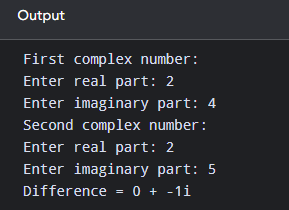 Output
First complex number:
Enter real part: 2
Enter imaginary part: 4
Second complex number:
Enter real part: 2
Enter imaginary part: 5
Difference = 0 + -1i